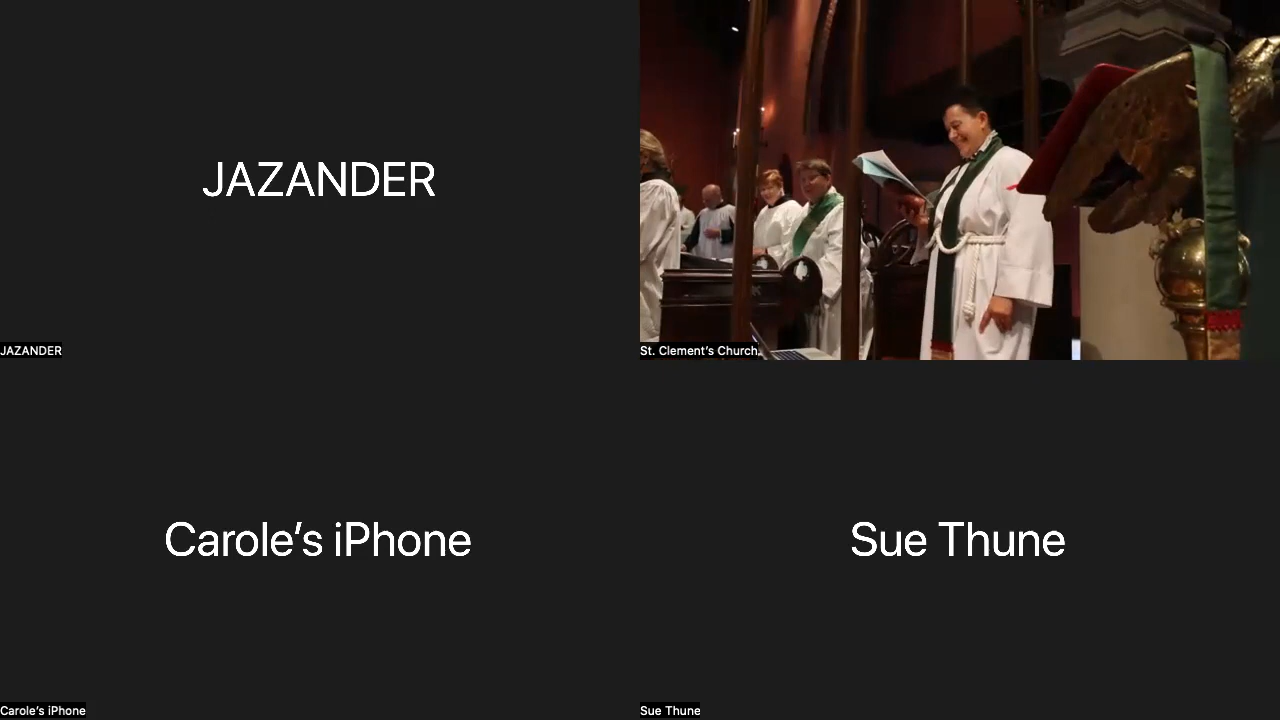 JAZANDER
JAZANDER
St. Clement's Church,
Carole's iPhone
Sue Thune
Carole's iPhone
Sue Thune